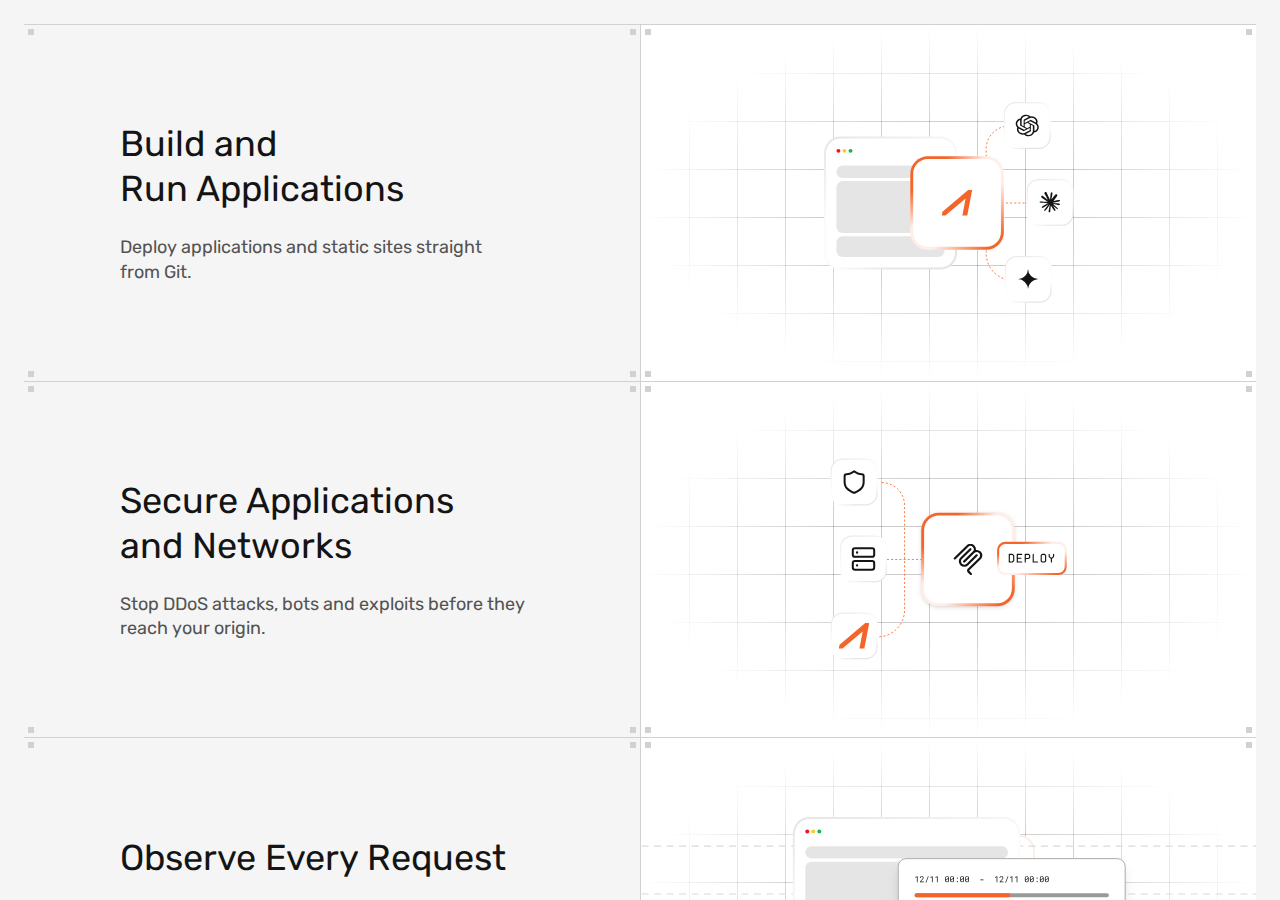 Build and
Run Applications
Deploy applications and static sites straight
from Git.
Secure Applications
and Networks
Stop DDoS attacks, bots and exploits before they
reach your origin.
DEPLOY
Observe Every Request
12/11 00:00 – 12/11 00:00